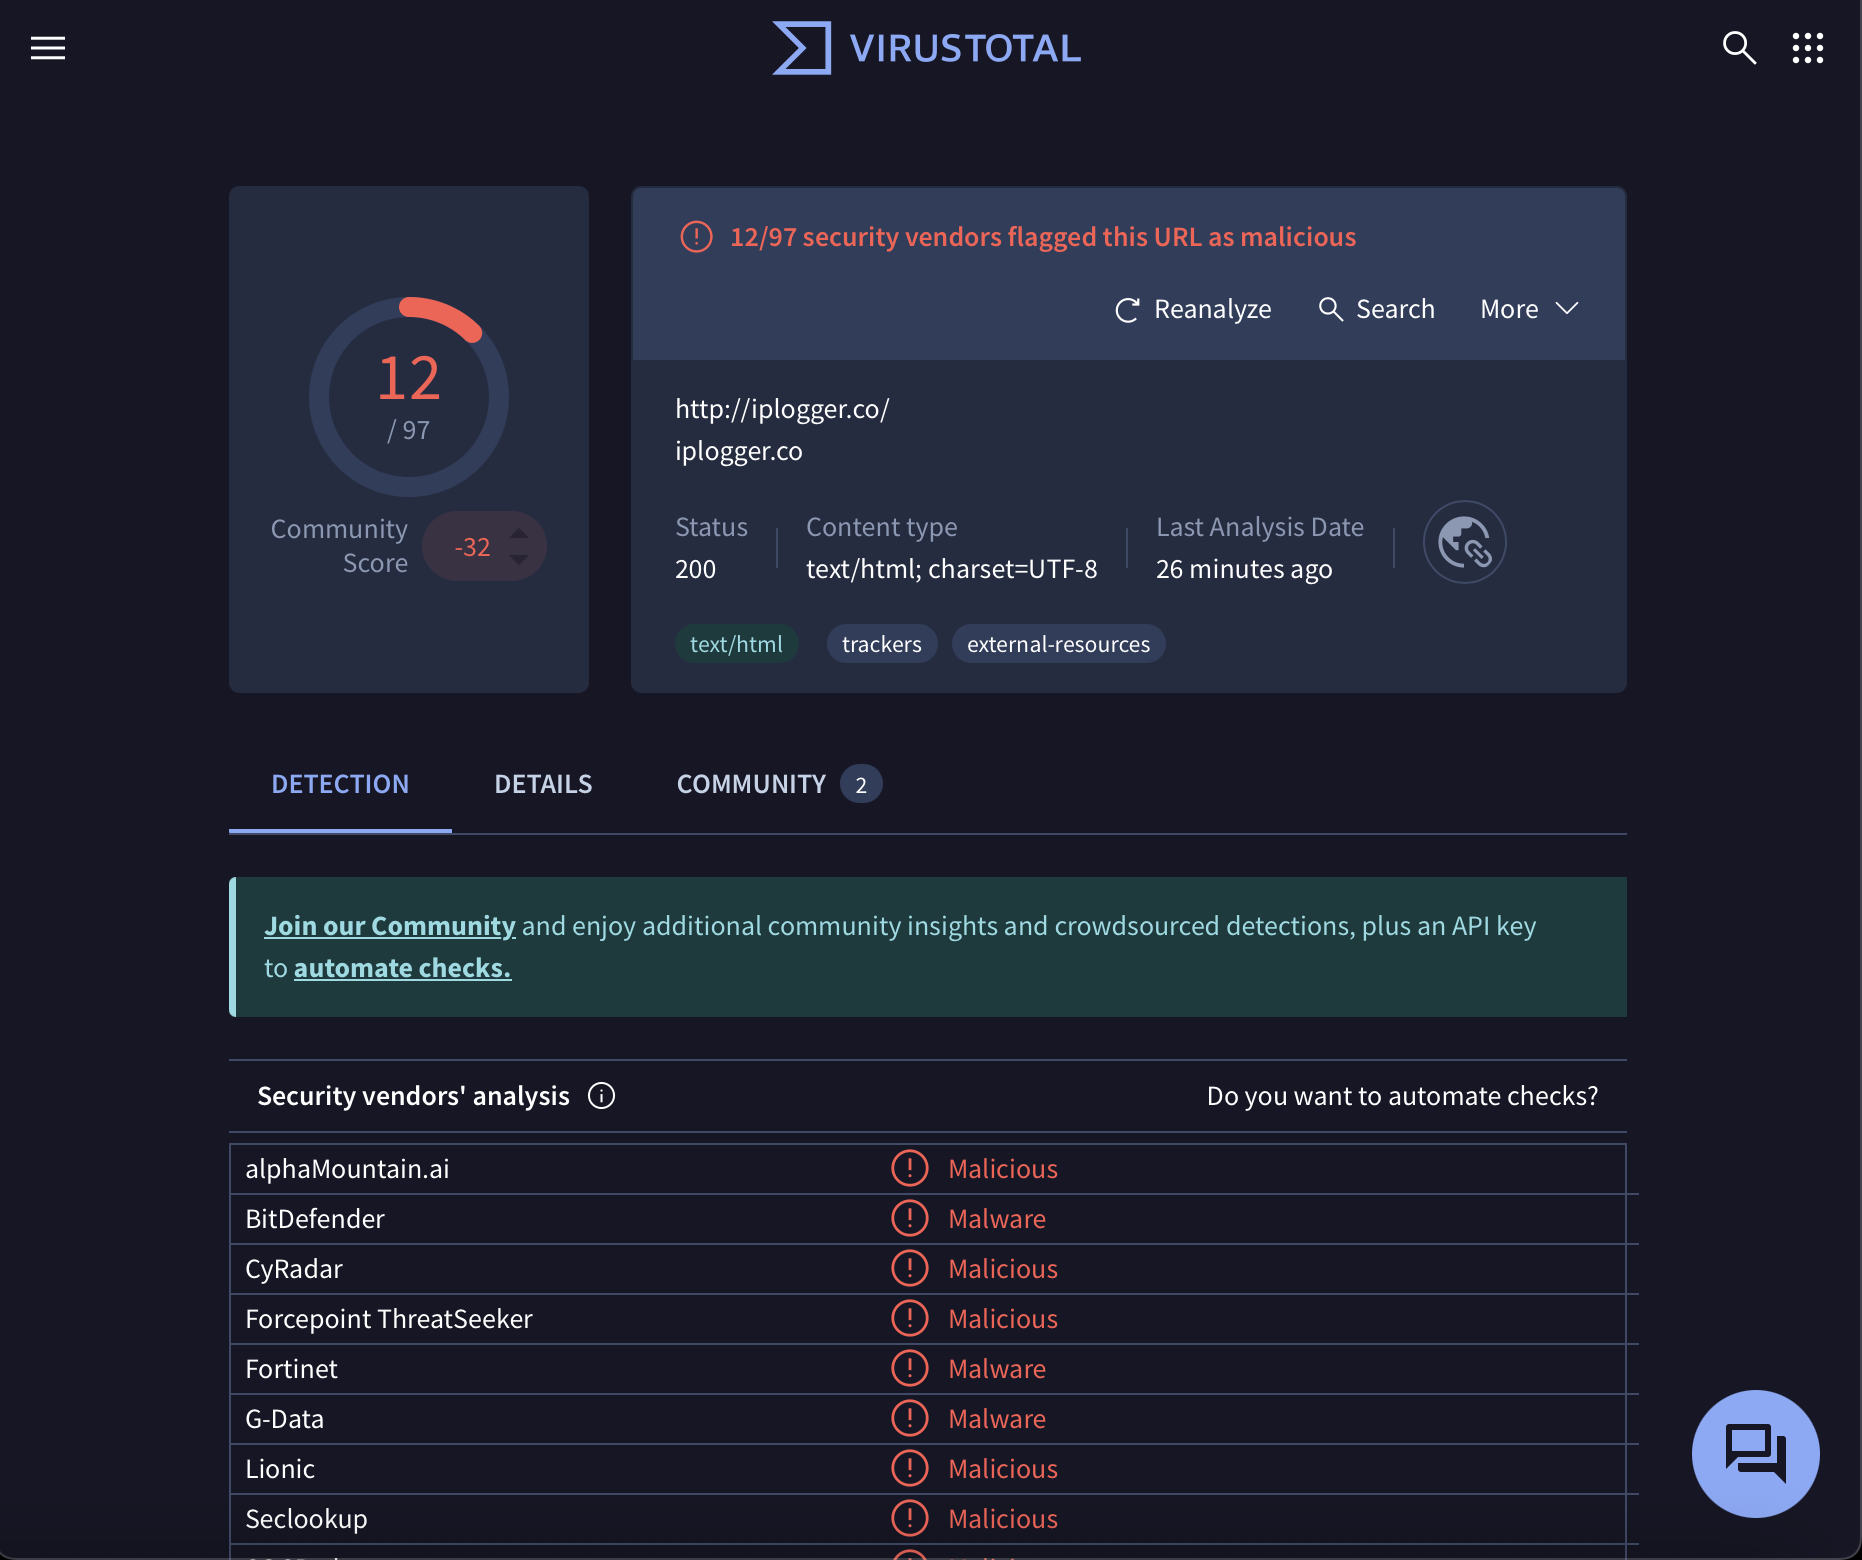 VIRUSTOTAL
12
/ 97
Community
Score
-32
12/97 security vendors flagged this URL as malicious
Reanalyze
Search
More
http://iplogger.co/
iplogger.co
Status
200
Content type
text/html; charset=UTF-8
Last Analysis Date
26 minutes ago
text/html
trackers
external-resources
DETECTION
DETAILS
COMMUNITY 2
Join our Community and enjoy additional community insights and crowdsourced detections, plus an API key
to automate checks.
Security vendors' analysis
Do you want to automate checks?
alphaMountain.ai Malicious
BitDefender Malware
CyRadar Malicious
Forcepoint ThreatSeeker Malicious
Fortinet Malware
G-Data Malware
Lionic Malicious
Seclookup Malicious